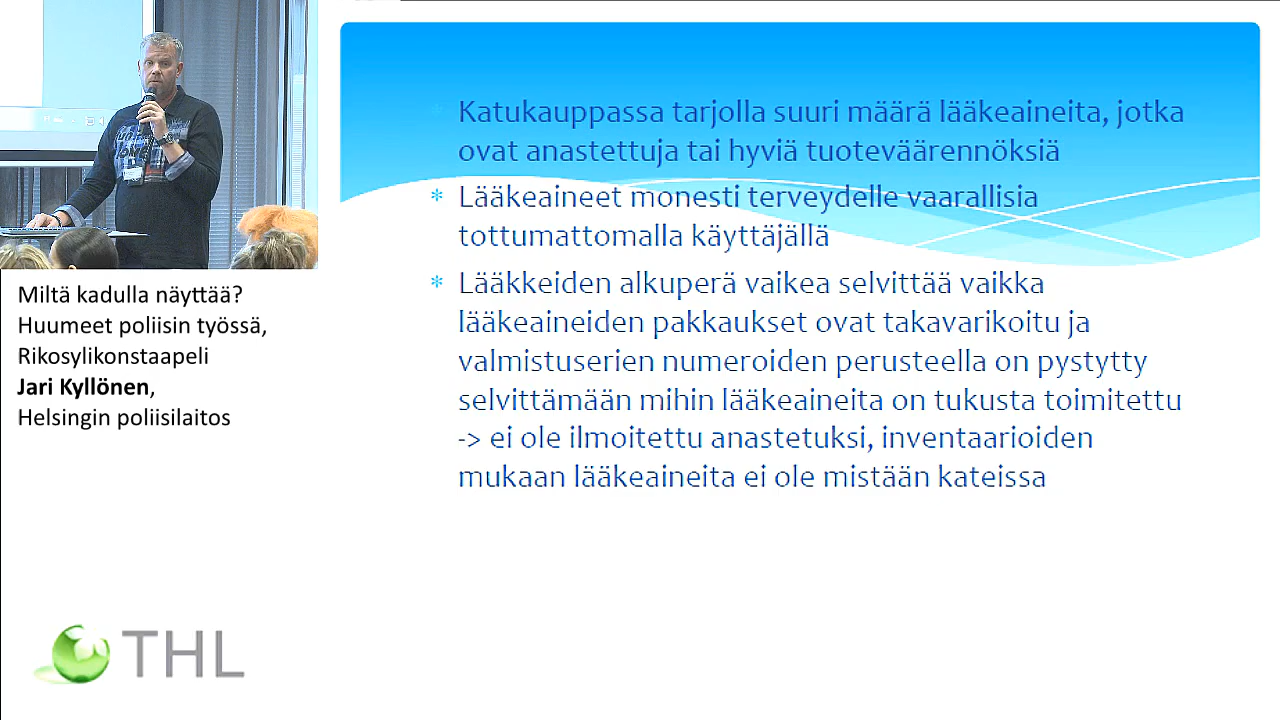 Katukauppassa tarjolla suuri määrä lääkeaineita, jotka
ovat anastettuja tai hyviä tuoteväärennöksiä
* Lääkeaineet monesti terveydelle vaarallisia
tottumattomalla käyttäjällä
* Lääkkeiden alkuperä vaikea selvittää vaikka
lääkeaineiden pakkaukset ovat takavarikoitu ja
valmistuserien numeroiden perusteella on pystytty
selvittämään mihin lääkeaineita on tukusta toimitettu
-> ei ole ilmoitettu anastetuksi, inventaarioiden
mukaan lääkeaineita ei ole mistään kateissa
Miltä kadulla näyttää?
Huumeet poliisin työssä,
Rikosylikonstaapeli
Jari Kyllönen,
Helsingin poliisilaitos
THL